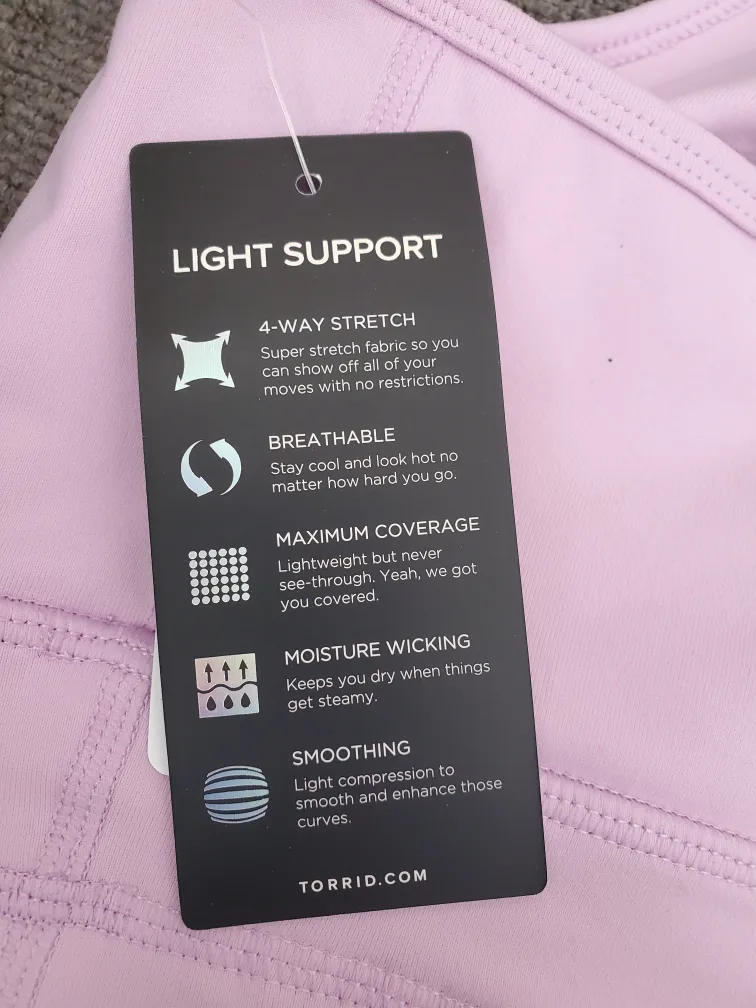 LIGHT SUPPORT
4-WAY STRETCH
Super stretch fabric so you
can show off all of your
moves with no restrictions.
BREATHABLE
Stay cool and look hot no
matter how hard you go.
MAXIMUM COVERAGE
Lightweight but never
see-through. Yeah, we got
you covered.
MOISTURE WICKING
Keeps you dry when things
get steamy.
SMOOTHING
Light compression to
smooth and enhance those
curves.
TORRID.COM